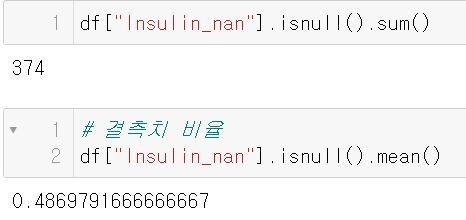 1 df["Insulin_nan"].isnull().sum()
374
1 # 결측치 비율
2 df["Insulin_nan"].isnull().mean()
0.4869791666666667